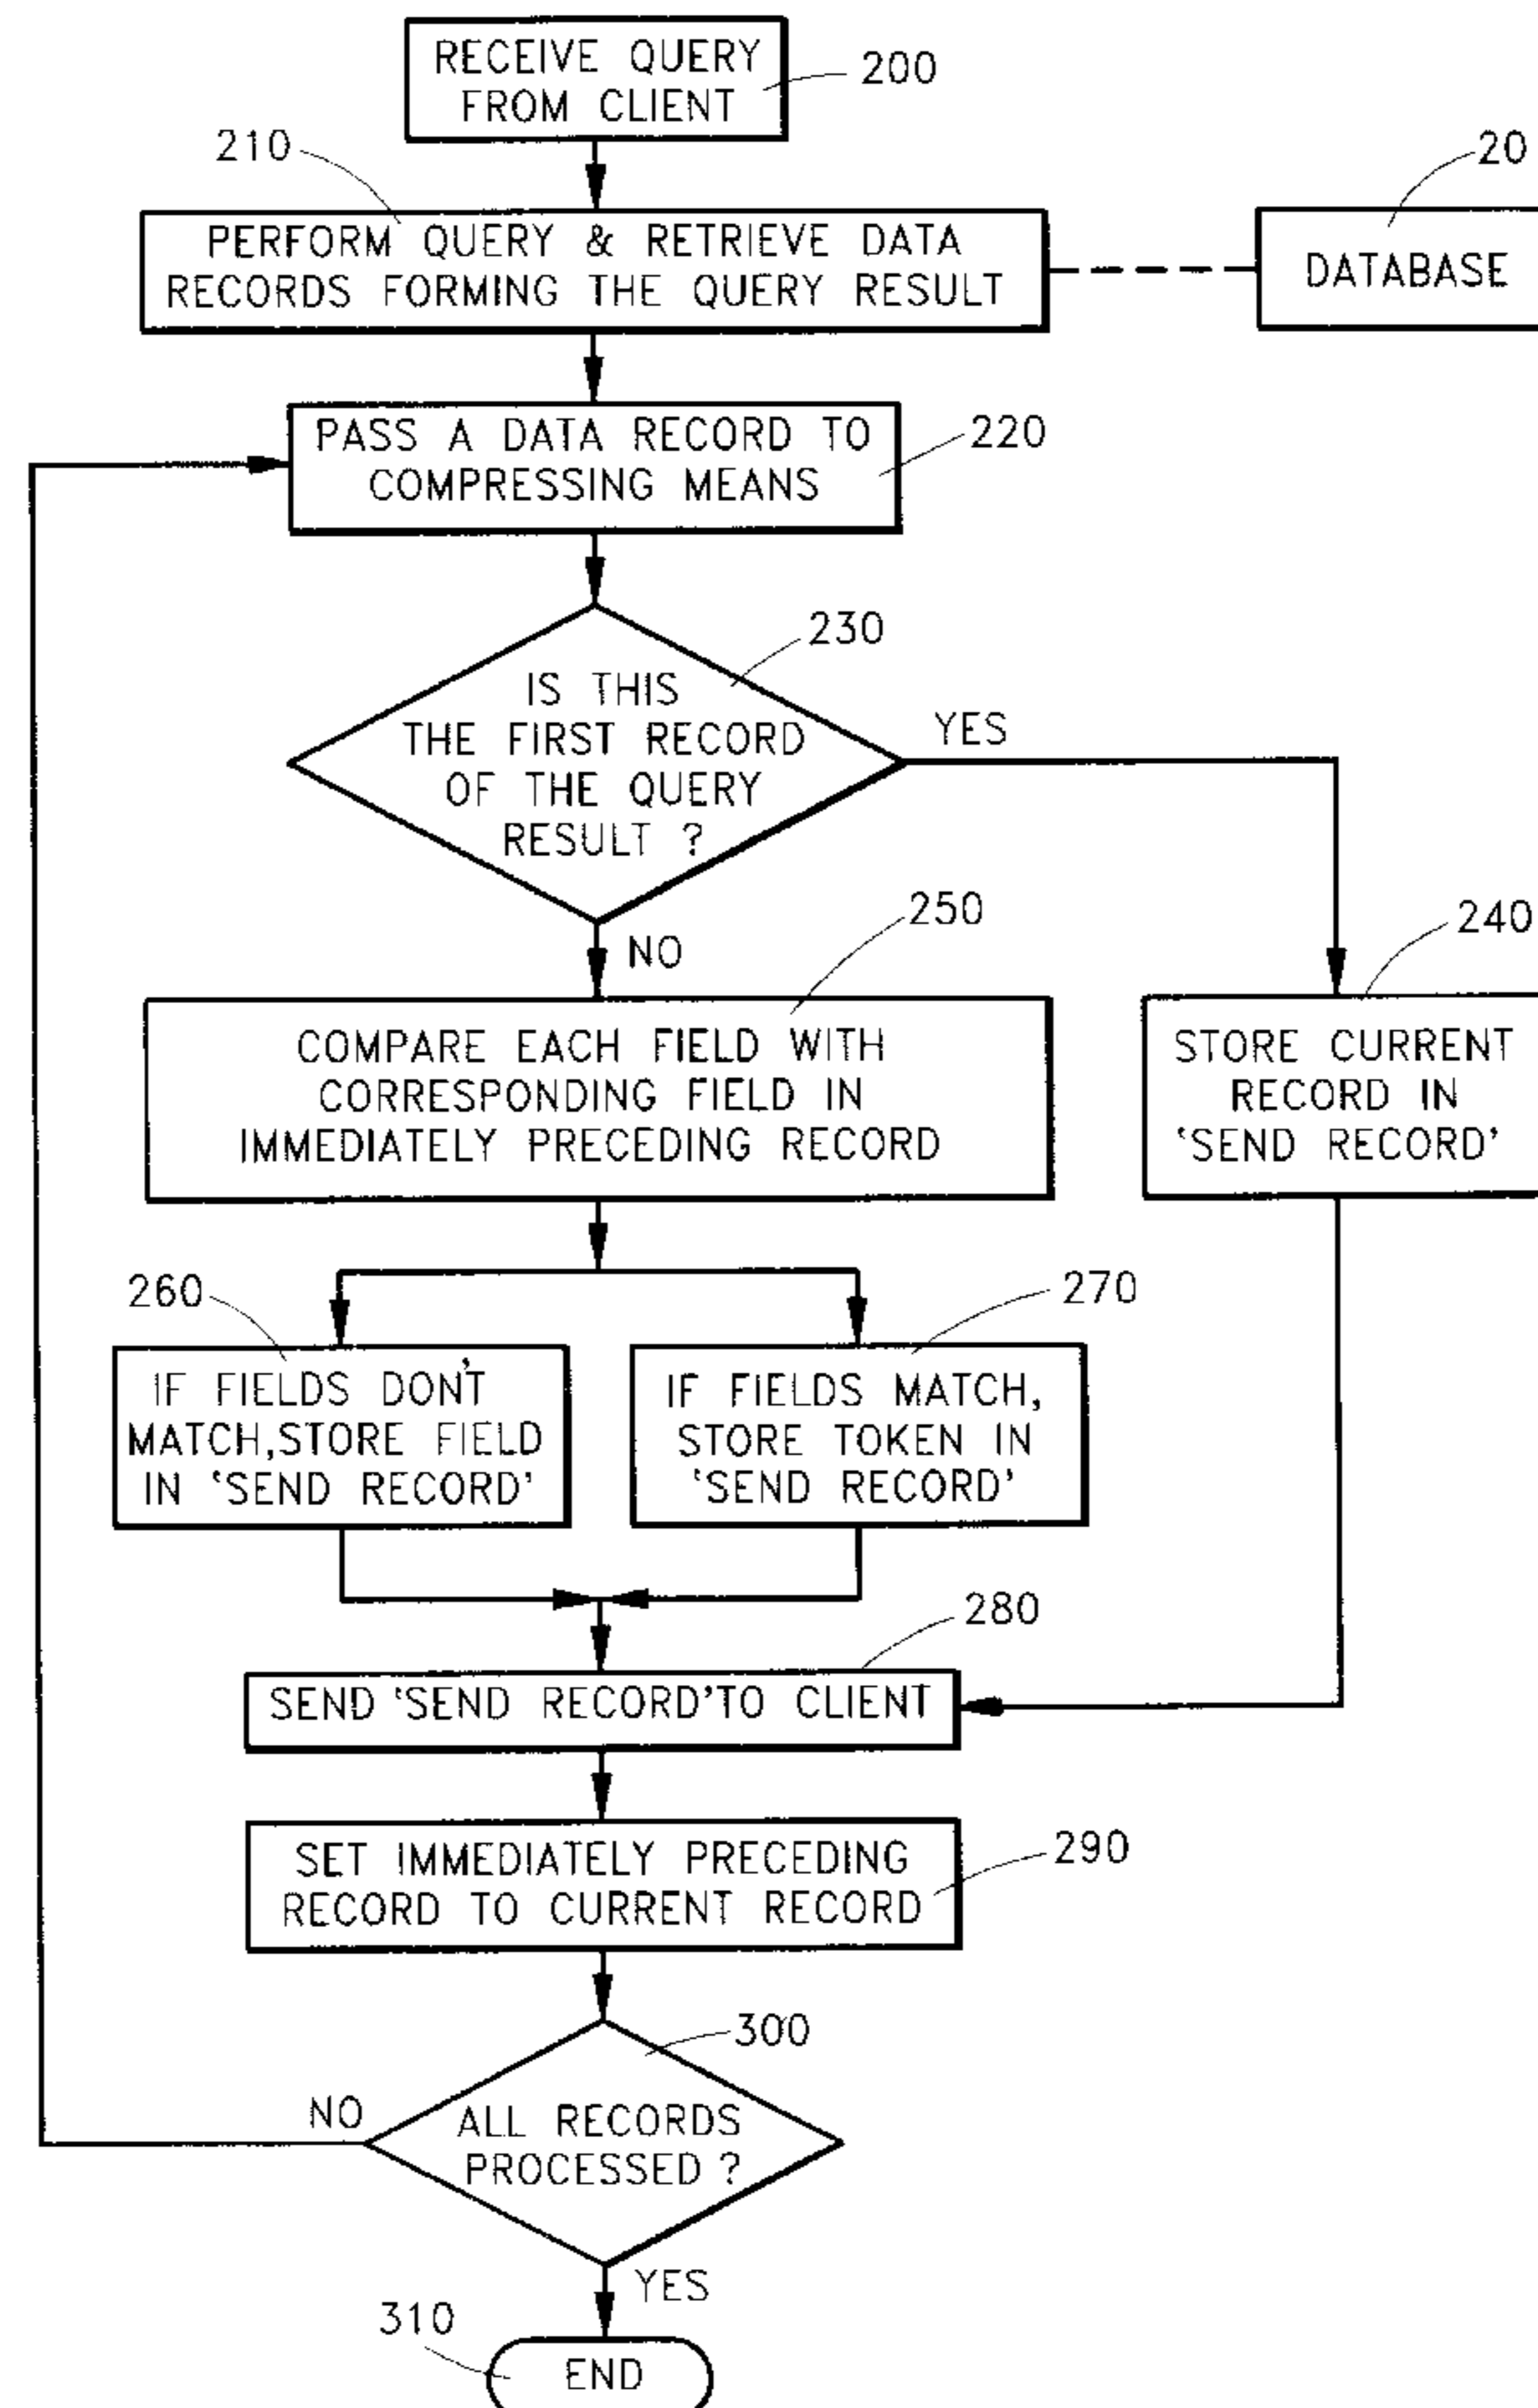 RECEIVE QUERY
FROM CLIENT
200
210
20
PERFORM QUERY & RETRIEVE DATA
RECORDS FORMING THE QUERY RESULT
DATABASE
PASS A DATA RECORD TO
COMPRESSING MEANS
220
230
IS THIS
THE FIRST RECORD
OF THE QUERY
RESULT ?
YES
NO
250
240
COMPARE EACH FIELD WITH
CORRESPONDING FIELD IN
IMMEDIATELY PRECEDING RECORD
STORE CURRENT
RECORD IN
‘SEND RECORD’
260
270
IF FIELDS DON'T
MATCH,STORE FIELD
IN ‘SEND RECORD’
IF FIELDS MATCH,
STORE TOKEN IN
‘SEND RECORD’
280
SEND ‘SEND RECORD’TO CLIENT
SET IMMEDIATELY PRECEDING
RECORD TO CURRENT RECORD
290
300
NO
ALL RECORDS
PROCESSED ?
YES
310
END